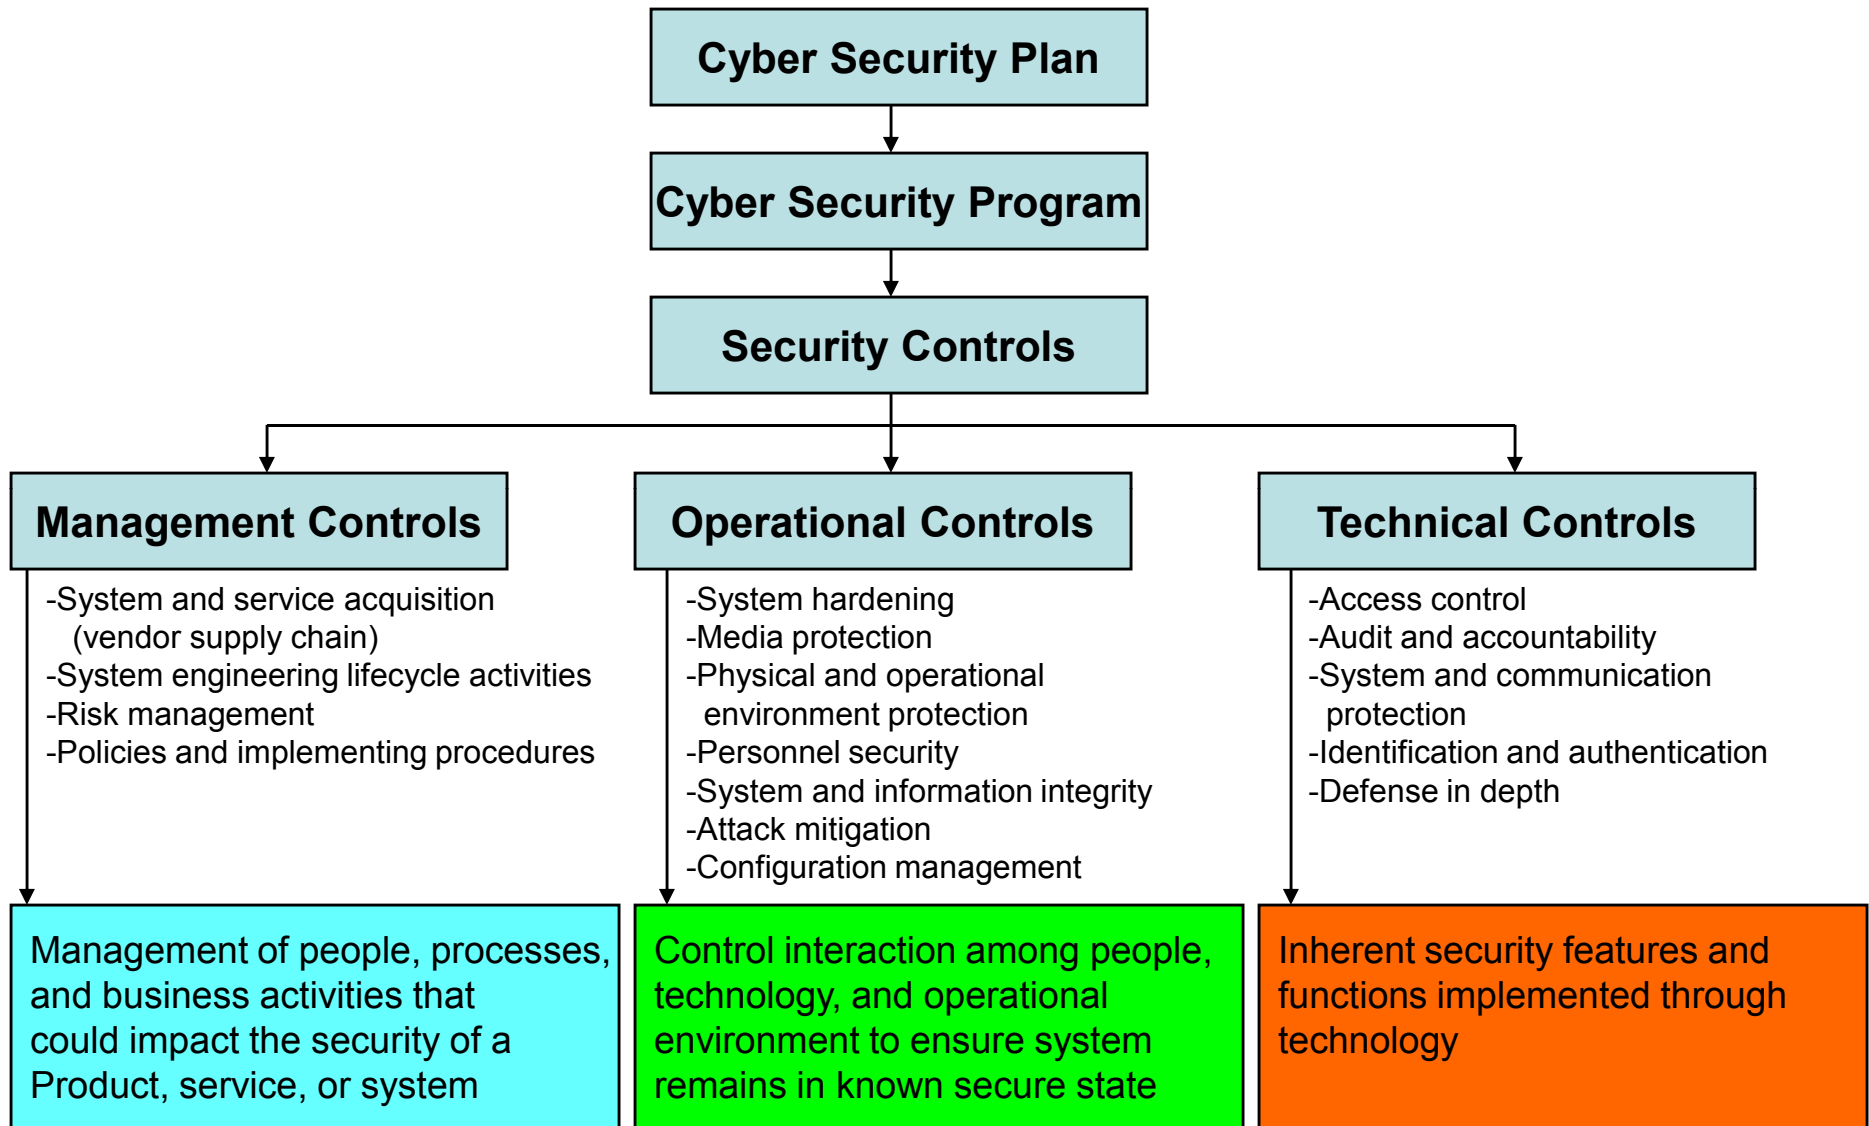 Cyber Security Plan
Cyber Security Program
Security Controls
Management Controls
-System and service acquisition
(vendor supply chain)
-System engineering lifecycle activities
-Risk management
-Policies and implementing procedures
Management of people, processes,
and business activities that
could impact the security of a
Product, service, or system
Operational Controls
-System hardening
-Media protection
-Physical and operational
environment protection
-Personnel security
-System and information integrity
-Attack mitigation
-Configuration management
Control interaction among people,
technology, and operational
environment to ensure system
remains in known secure state
Technical Controls
-Access control
-Audit and accountability
-System and communication
protection
-Identification and authentication
-Defense in depth
Inherent security features and
functions implemented through
technology